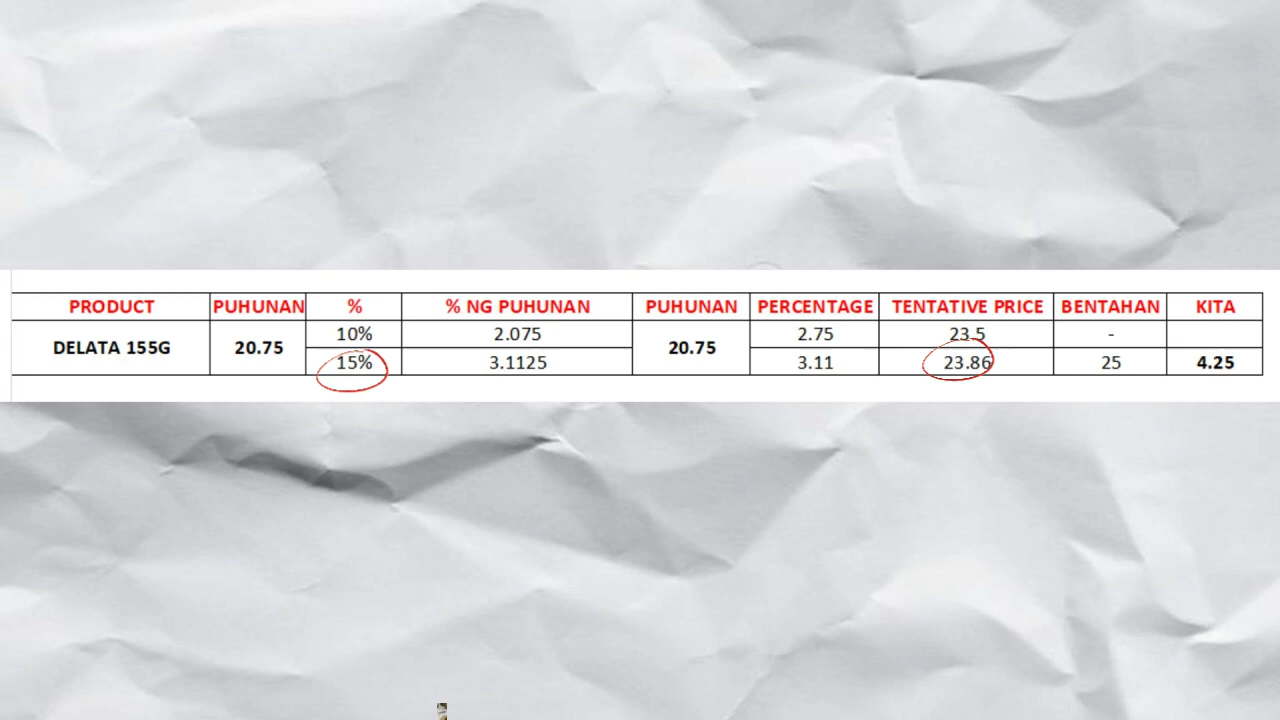 PRODUCT PUHUNAN % % NG PUHUNAN PUHUNAN PERCENTAGE TENTATIVE PRICE BENTAHAN KITA
DELATA 155G 20.75 10% 2.075 20.75 2.75 23.5 -
15% 3.1125 3.11 23.86 25 4.25